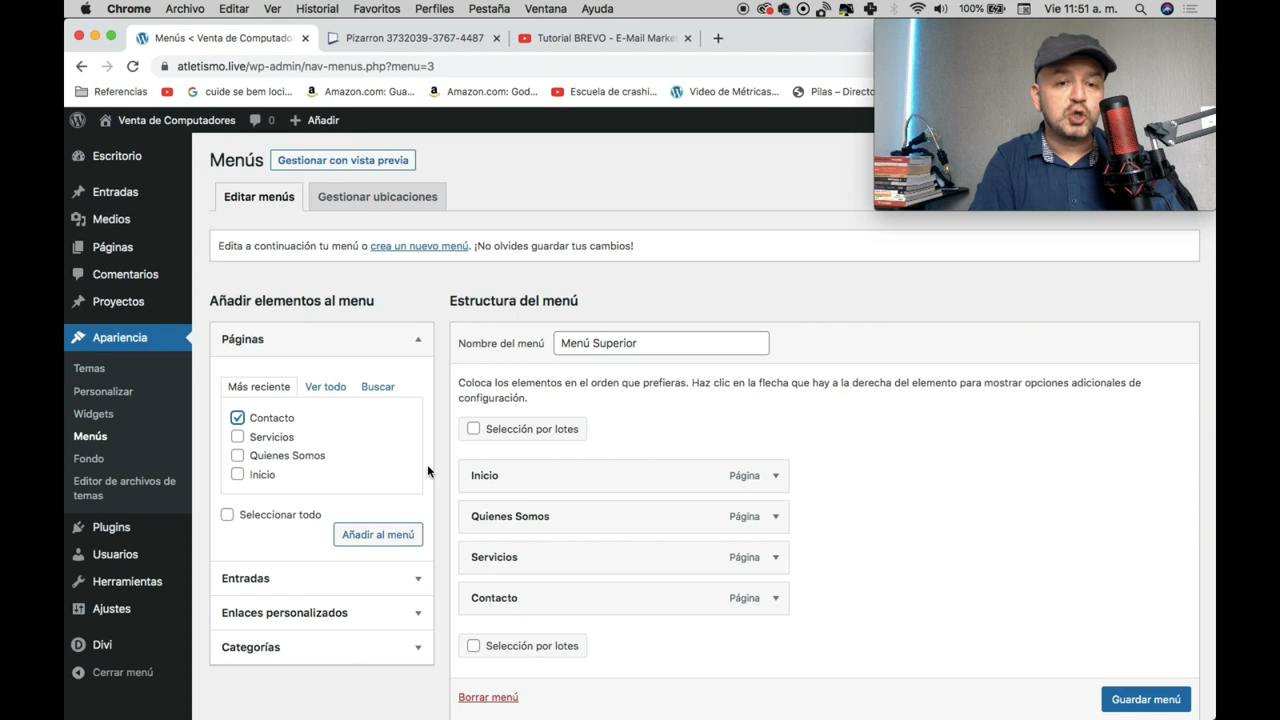 Chrome Archivo Editar Ver Historial Favoritos Perfiles Pestaña Ventana Ayuda 100% Vie 11:51 a. m.
Menús < Venta de Computado Pizarron 3732039-3767-4487 Tutorial BREVO - E-Mail Marke
atletismo.live/wp-admin/nav-menus.php?menu=3
Referencias cuide se bem loci... Amazon.com: Gua... Amazon.com: God... Escuela de crashi... Video de Métricas... Pilas – Directo
Venta de Computadores 0 Añadir
Escritorio
Entradas
Medios
Páginas
Comentarios
Proyectos
Apariencia
Temas
Personalizar
Widgets
Menús
Fondo
Editor de archivos de
temas
Plugins
Usuarios
Herramientas
Ajustes
Divi
Cerrar menú
Menús Gestionar con vista previa
Editar menús Gestionar ubicaciones
Edita a continuación tu menú o crea un nuevo menú. ¡No olvides guardar tus cambios!
Añadir elementos al menu
Páginas
Más reciente Ver todo Buscar
Contacto
Servicios
Quienes Somos
Inicio
Seleccionar todo
Añadir al menú
Entradas
Enlaces personalizados
Categorías
Estructura del menú
Nombre del menú Menú Superior
Coloca los elementos en el orden que prefieras. Haz clic en la flecha que hay a la derecha del elemento para mostrar opciones adicionales de
configuración.
Selección por lotes
Inicio Página
Quienes Somos Página
Servicios Página
Contacto Página
Selección por lotes
Borrar menú Guardar menú